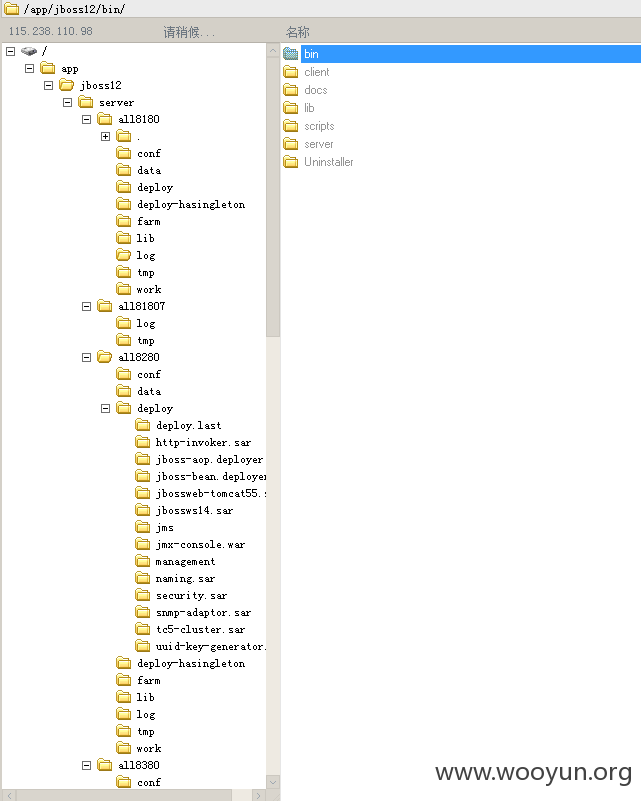 /app/jboss12/bin/
115.238.110.98 请稍候...
名称
/
app
jboss12
server
all8180
.
conf
data
deploy
deploy-hasingleton
farm
lib
log
tmp
work
all81807
log
tmp
all8280
conf
data
deploy
deploy.last
http-invoker.sar
jboss-aop.deployer
jboss-bean.deployer
jbossweb-tomcat55.s
jbossws14.sar
jms
jmx-console.war
management
naming.sar
security.sar
snmp-adaptor.sar
tc5-cluster.sar
uuid-key-generator.
deploy-hasingleton
farm
lib
log
tmp
work
all8380
conf
bin
client
docs
lib
scripts
server
Uninstaller
www.wooyun.org